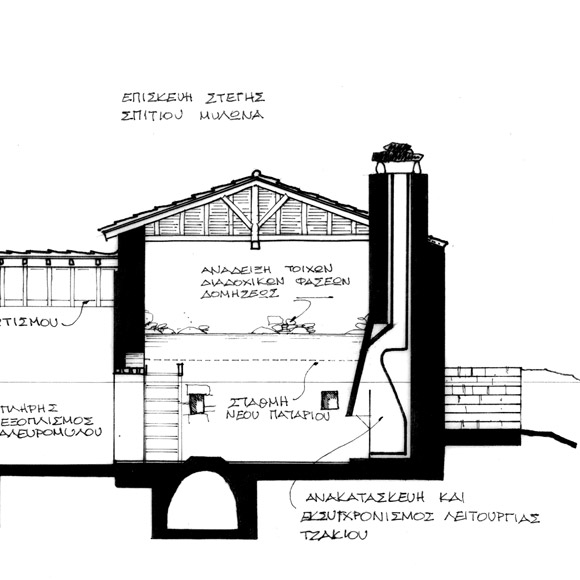 ΕΠΙΣΚΕΥΗ ΣΤΕΓΗΣ
ΣΠΙΤΙΟΥ ΜΥΛΩΝΑ
ΑΝΑΔΕΙΞΗ ΤΟΙΧΩΝ
ΔΙΑΔΟΧΙΚΩΝ ΦΑΣΕΩΝ
ΔΟΜΗΣΕΩΣ
ΩΤΙΣΜΟΥ
ΣΤΑΘΜΗ
ΝΕΟΥ ΠΑΤΑΡΙΟΥ
ΠΛΗΡΗΣ
ΕΞΟΠΛΙΣΜΟΣ
ΑΛΕΥΡΟΜΥΛΟΥ
ΑΝΑΚΑΤΑΣΚΕΥΗ ΚΑΙ
ΕΚΣΥΓΧΡΟΝΙΣΜΟΣ ΛΕΙΤΟΥΡΓΙΑΣ
ΤΖΑΚΙΟΥ